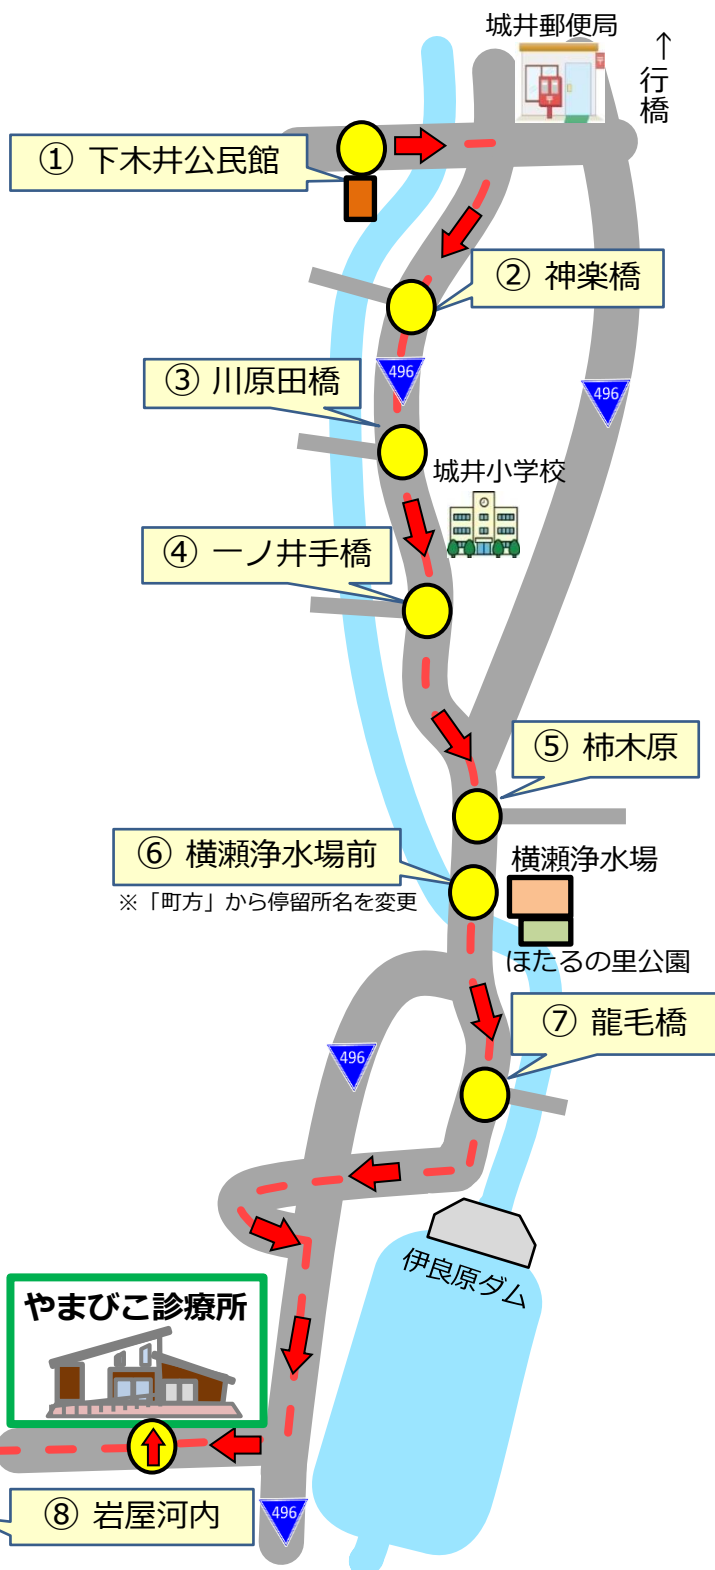 城井郵便局
↑行橋
① 下木井公民館
② 神楽橋
496
③ 川原田橋
496
城井小学校
④ 一ノ井手橋
⑤ 柿木原
⑥ 横瀬浄水場前
※「町方」から停留所名を変更
横瀬浄水場
ほたるの里公園
⑦ 龍毛橋
496
伊良原ダム
やまびこ診療所
⑧ 岩屋河内
496